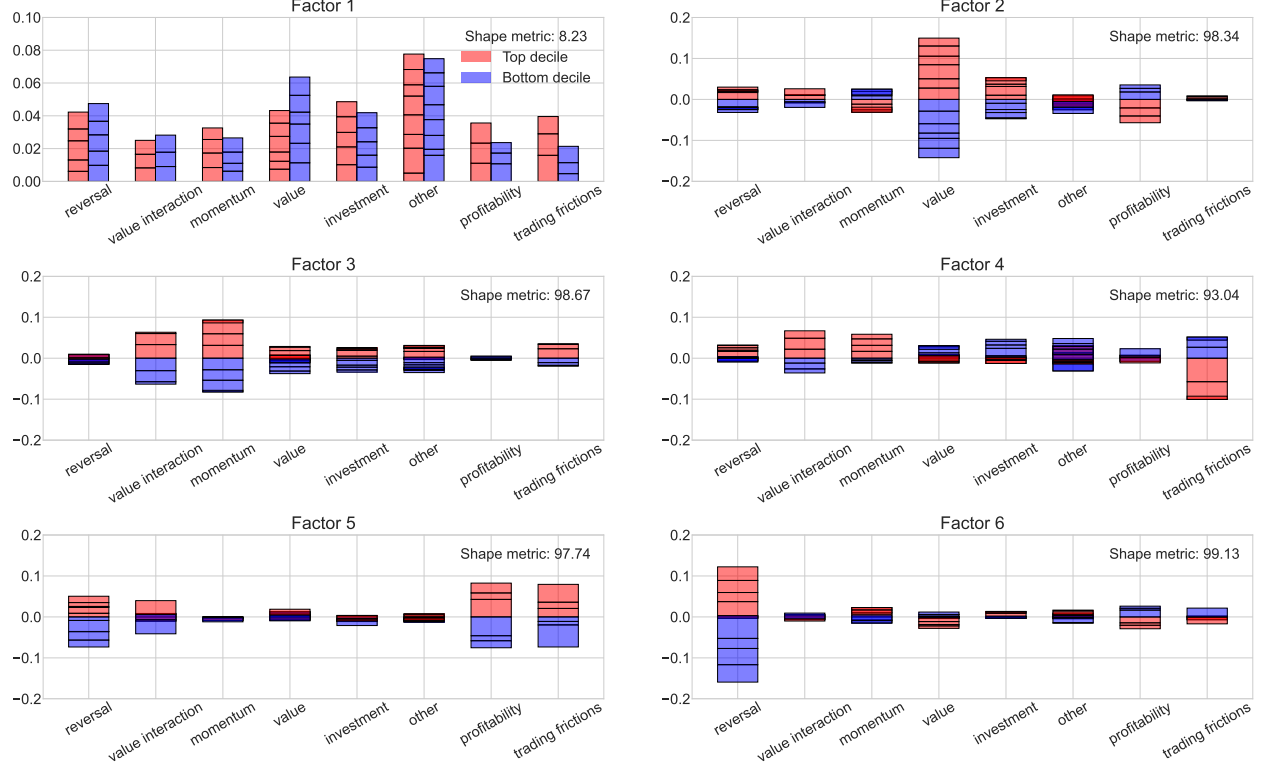 Factor 1
0.10
0.08
0.06
0.04
0.02
0.00
Shape metric: 8.23
Top decile
Bottom decile
reversal
value interaction
momentum
value
investment
other
profitability
trading frictions
Factor 2
0.2
0.1
0.0
−0.1
−0.2
Shape metric: 98.34
reversal
value interaction
momentum
value
investment
other
profitability
trading frictions
Factor 3
0.2
0.1
0.0
−0.1
−0.2
Shape metric: 98.67
reversal
value interaction
momentum
value
investment
other
profitability
trading frictions
Factor 4
0.2
0.1
0.0
−0.1
−0.2
Shape metric: 93.04
reversal
value interaction
momentum
value
investment
other
profitability
trading frictions
Factor 5
0.2
0.1
0.0
−0.1
−0.2
Shape metric: 97.74
reversal
value interaction
momentum
value
investment
other
profitability
trading frictions
Factor 6
0.2
0.1
0.0
−0.1
−0.2
Shape metric: 99.13
reversal
value interaction
momentum
value
investment
other
profitability
trading frictions